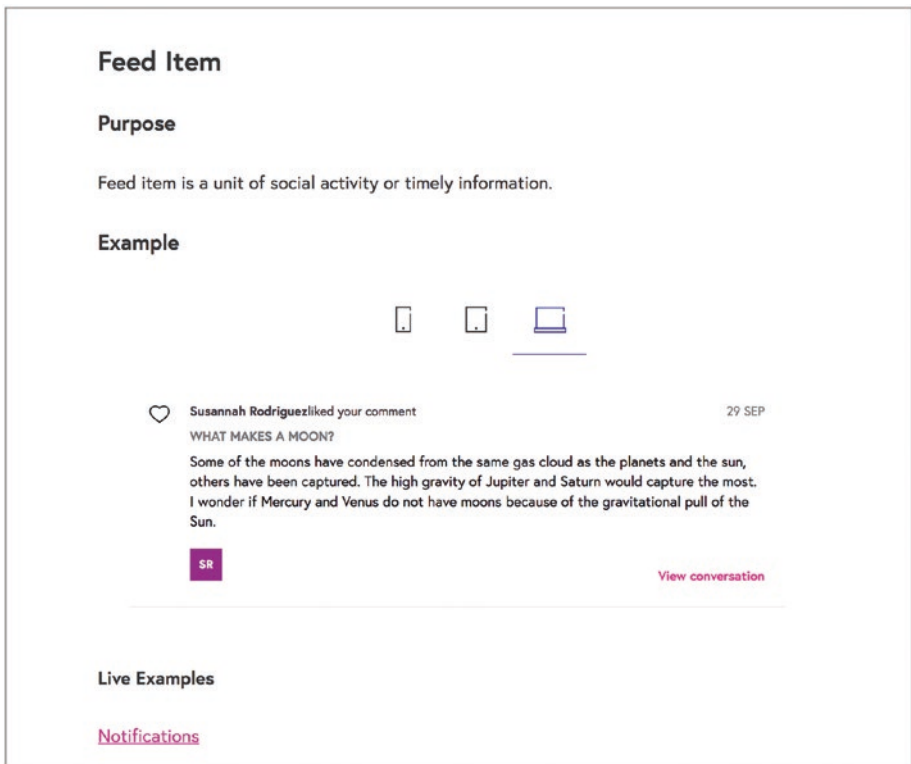 Feed Item
Purpose
Feed item is a unit of social activity or timely information.
Example
Susannah Rodriguezliked your comment
29 SEP
WHAT MAKES A MOON?
Some of the moons have condensed from the same gas cloud as the planets and the sun,
others have been captured. The high gravity of Jupiter and Saturn would capture the most.
I wonder if Mercury and Venus do not have moons because of the gravitational pull of the
Sun.
SR
View conversation
Live Examples
Notifications